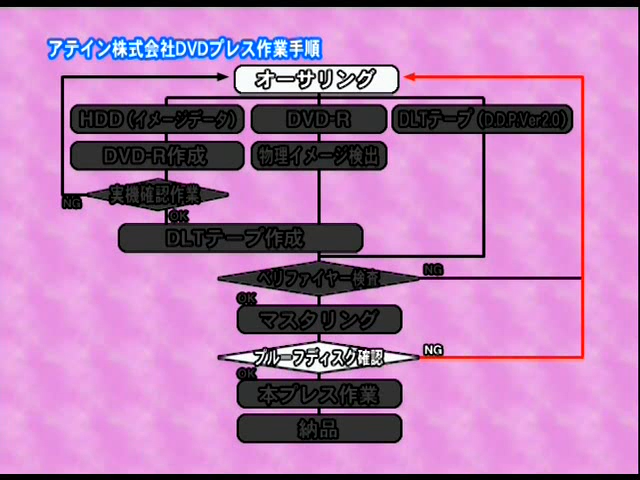 アテイン株式会社DVDプレス作業手順
オーサリング
HDD（イメージデータ）
DVD-R
DLTテープ（D.D.P.Ver2.0）
DVD-R作成
物理イメージ検出
実機確認作業
NG
OK
DLTテープ作成
ベリファイヤー検査
NG
OK
マスタリング
プルーフディスク確認
NG
OK
本プレス作業
納品